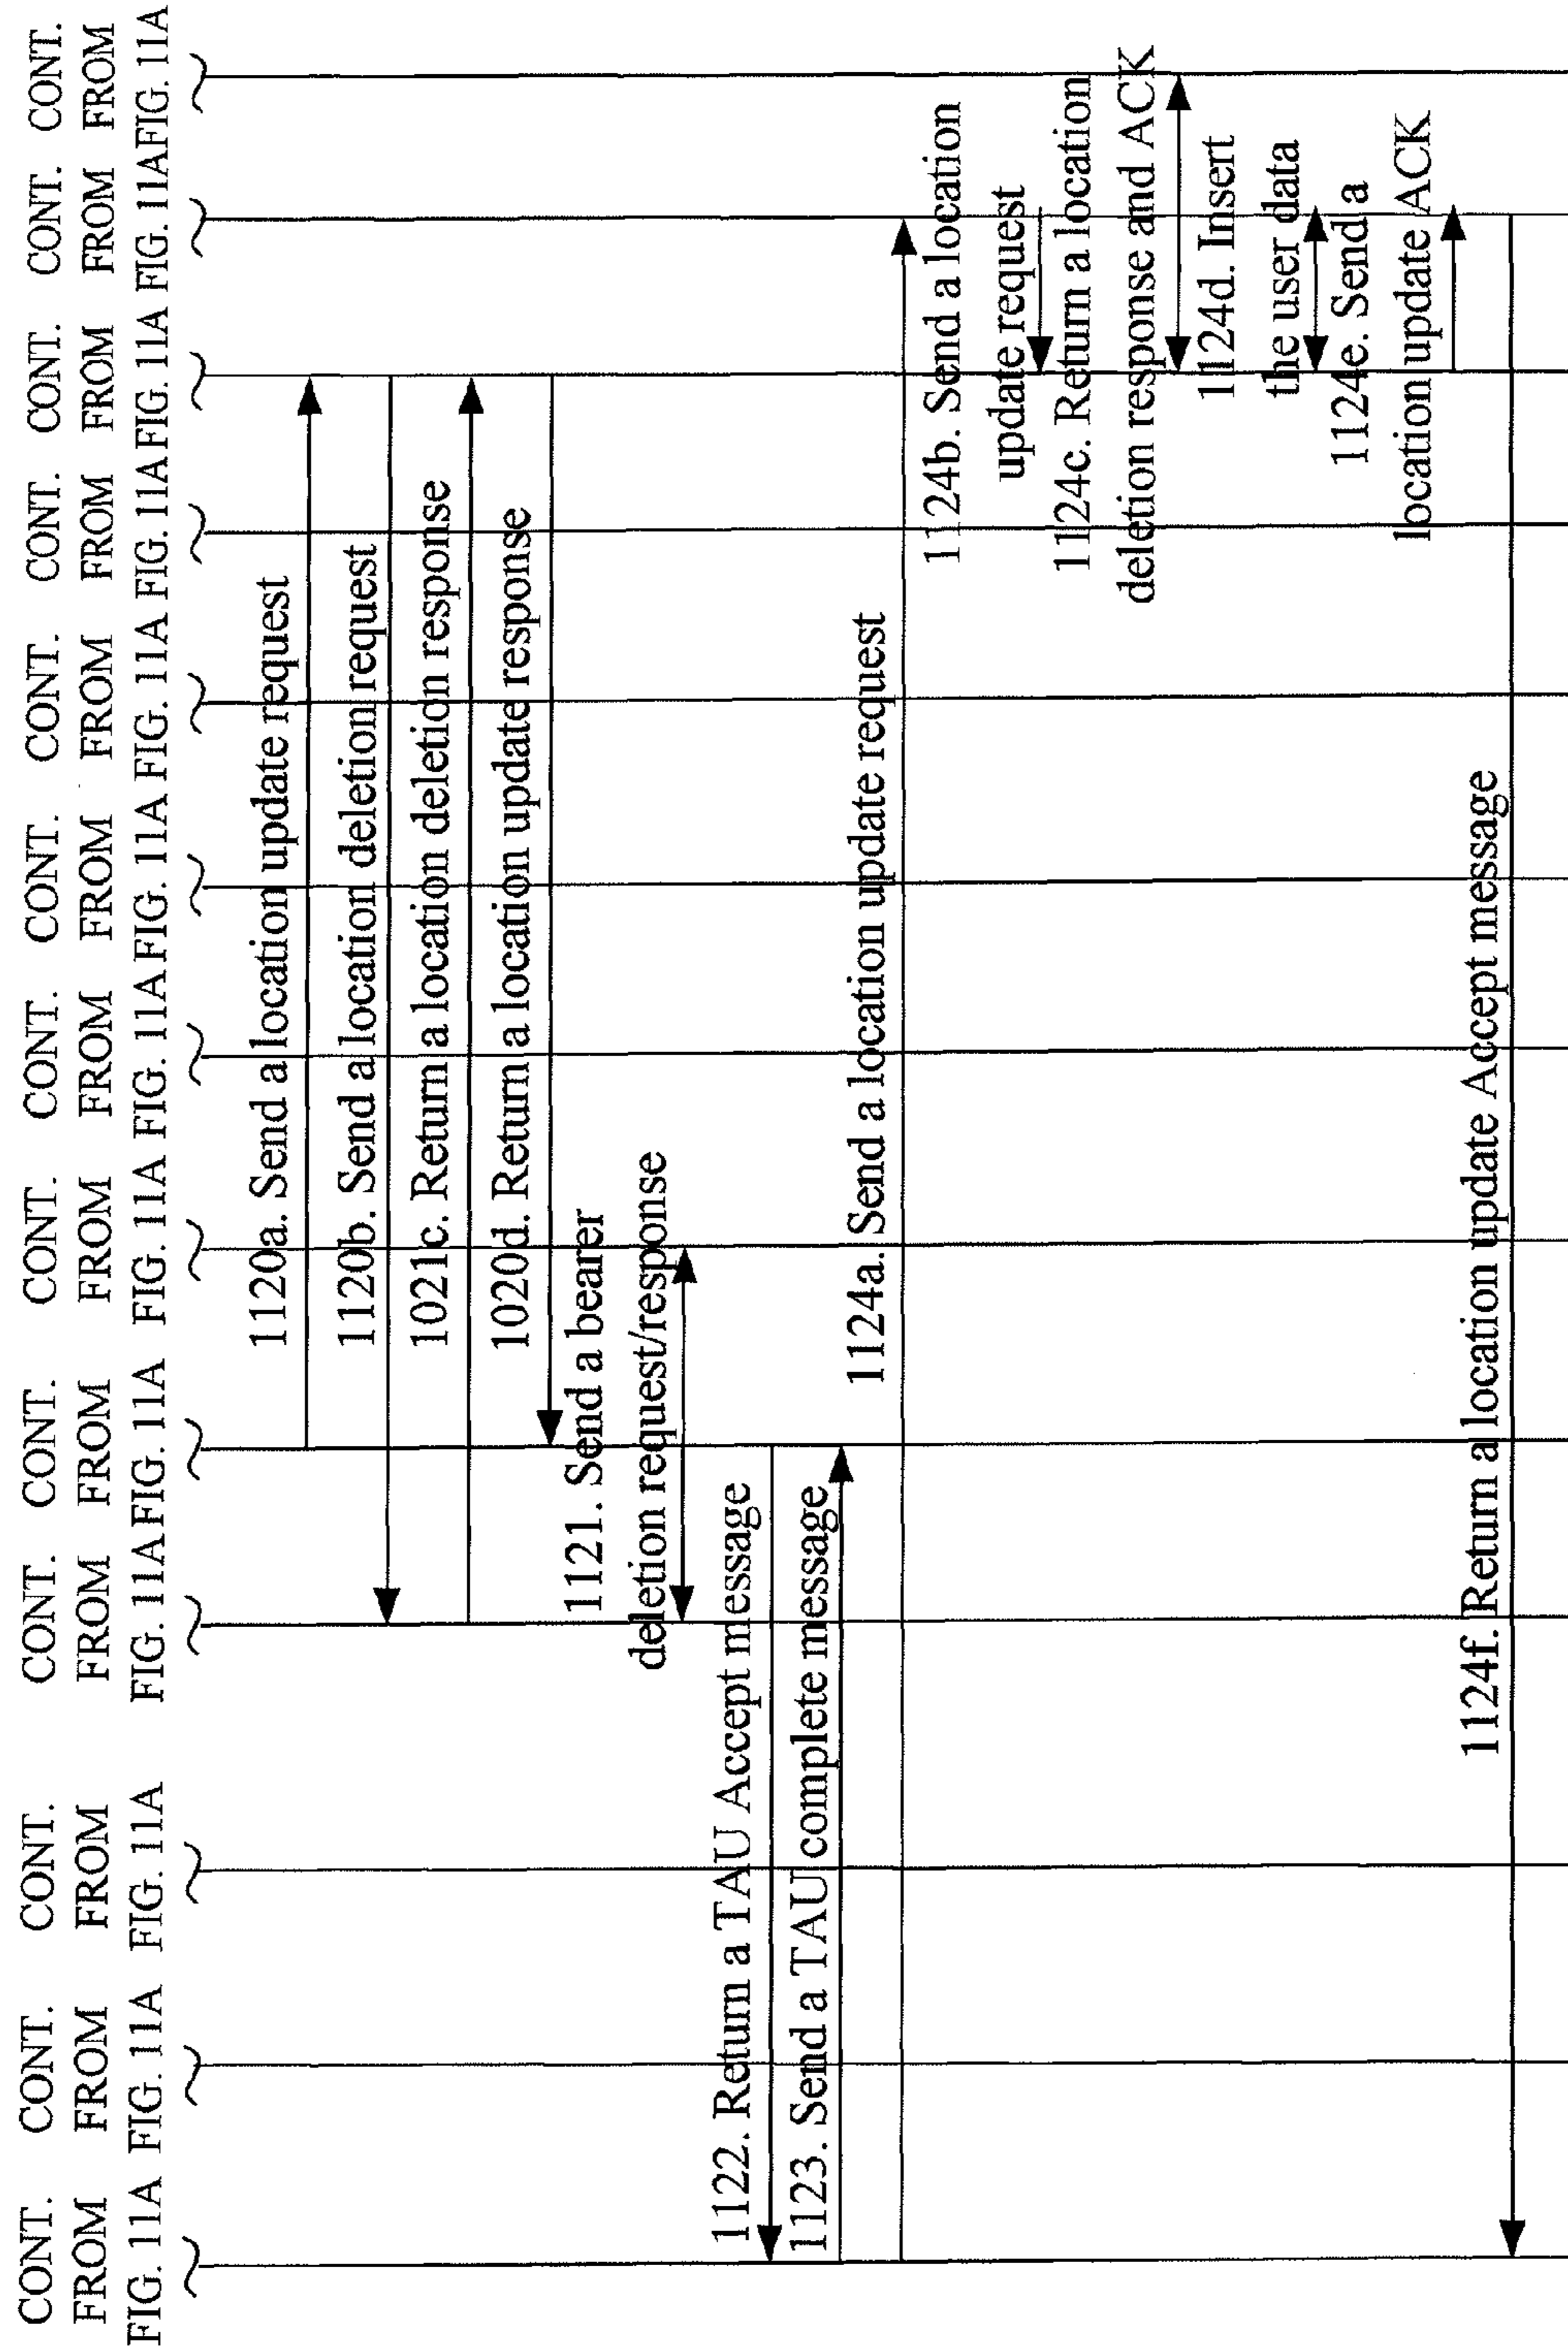 CONT. CONT. CONT. CONT. CONT. CONT. CONT. CONT. CONT. CONT. CONT. CONT. CONT.
FROM FROM FROM FROM FROM FROM FROM FROM FROM FROM FROM FROM FROM
FIG. 11A FIG. 11A FIG. 11A FIG. 11A FIG. 11A FIG. 11A FIG. 11A FIG. 11A FIG. 11A FIG. 11A FIG. 11A FIG. 11A FIG. 11A
1120a. Send a location update request
1120b. Send a location deletion request
1021c. Return a location deletion response
1020d. Return a location update response
1121. Send a bearer
deletion request/response
1122. Return a TAU Accept message
1123. Send a TAU complete message
1124a. Send a location update request
1124b. Send a location
update request
1124c. Return a location
deletion response and ACK
1124d. Insert
the user data
1124e. Send a
location update ACK
1124f. Return a location update Accept message